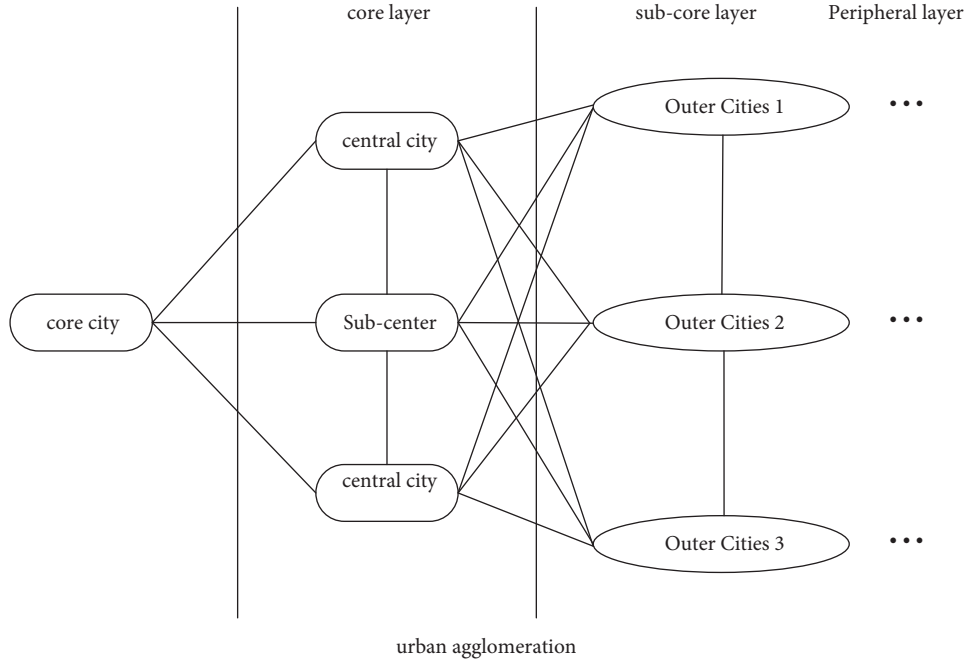 core layer
sub-core layer
Peripheral layer
central city
Outer Cities 1
...
core city
Sub-center
Outer Cities 2
...
central city
Outer Cities 3
...
urban agglomeration